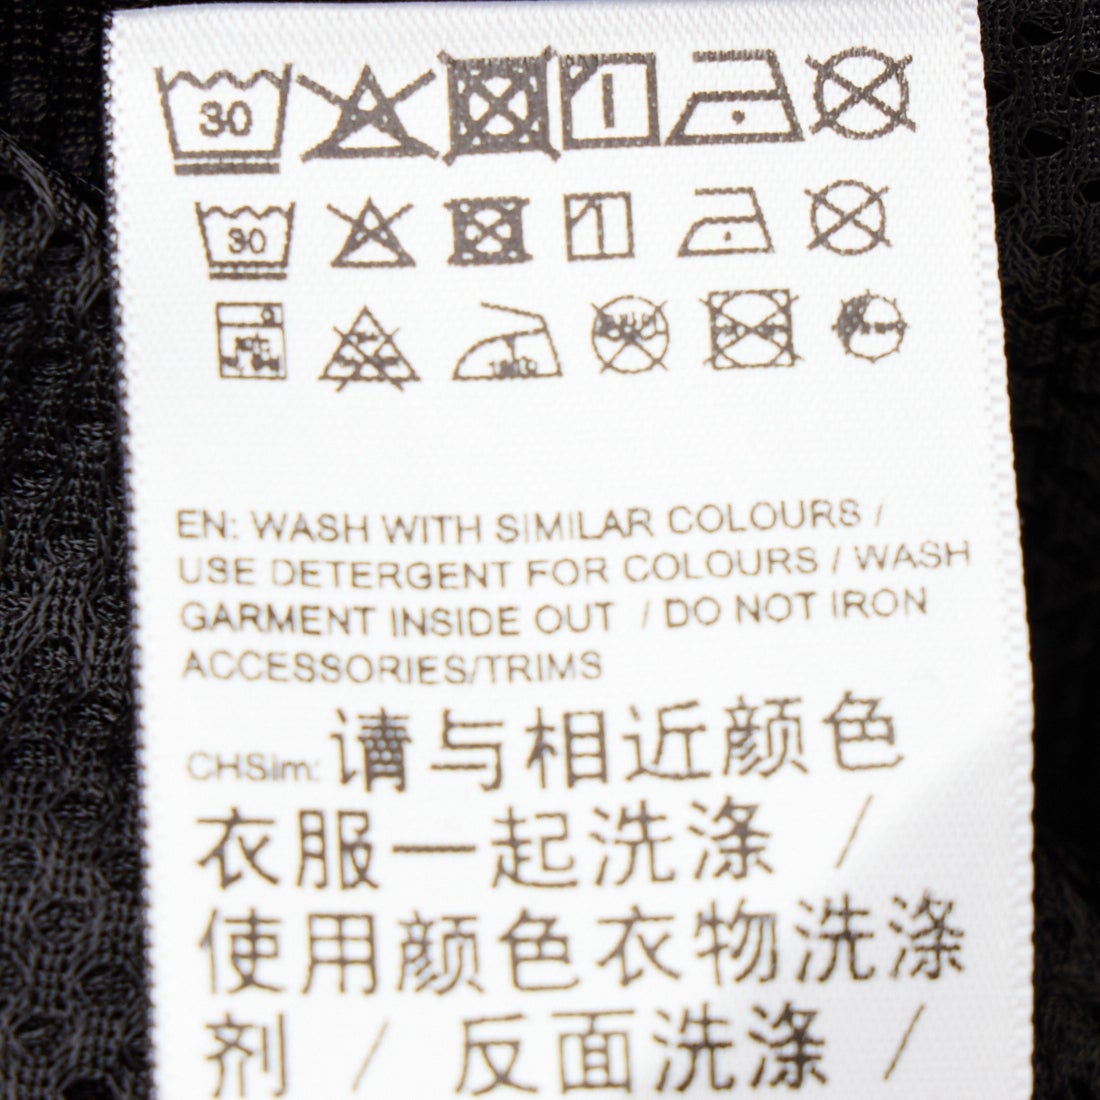 30
30
EN: WASH WITH SIMILAR COLOURS /
USE DETERGENT FOR COLOURS / WASH
GARMENT INSIDE OUT / DO NOT IRON
ACCESSORIES/TRIMS
CHSim: 请与相近颜色
衣服一起洗涤 /
使用颜色衣物洗涤
剂 / 反面洗涤 /